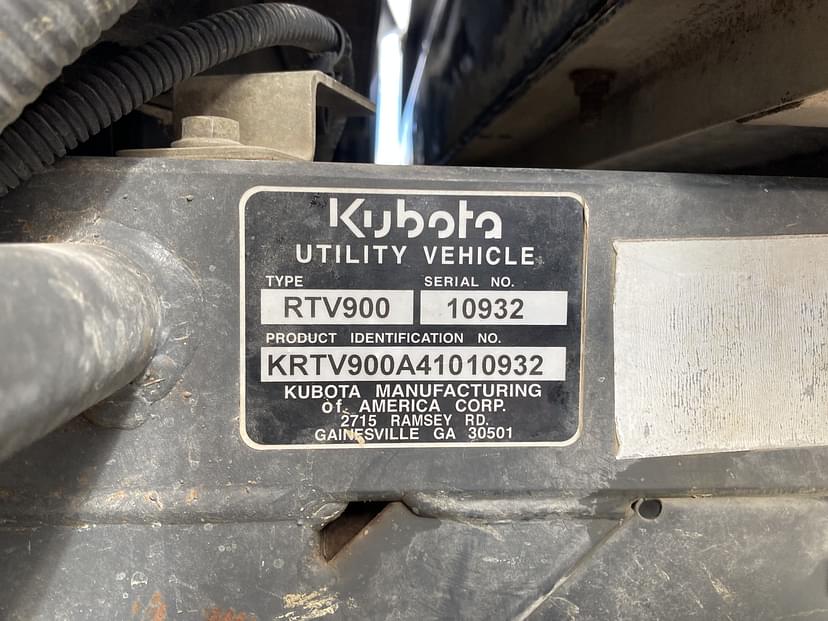 Kubota
UTILITY VEHICLE
TYPE SERIAL NO.
RTV900 10932
PRODUCT IDENTIFICATION NO.
KRTV900A41010932
KUBOTA MANUFACTURING
of AMERICA CORP.
2715 RAMSEY RD.
GAINESVILLE GA 30501